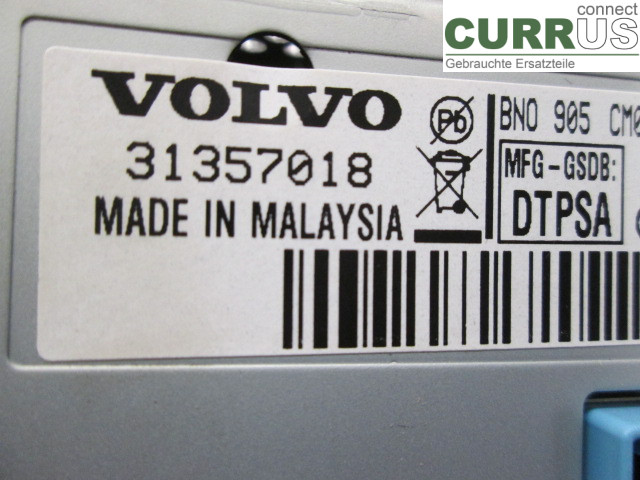 connect
CURRUS
Gebrauchte Ersatzteile
VOLVO
31357018
MADE IN MALAYSIA
Pb
BNO 905
MFG-GSDB:
DTPSA